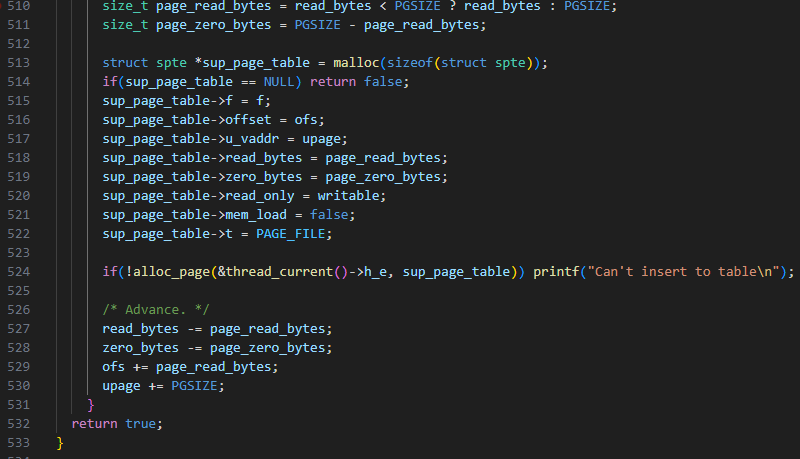 510 size_t page_read_bytes = read_bytes < PGSIZE ? read_bytes : PGSIZE;
511 size_t page_zero_bytes = PGSIZE - page_read_bytes;
512
513 struct spte *sup_page_table = malloc(sizeof(struct spte));
514 if(sup_page_table == NULL) return false;
515 sup_page_table->f = f;
516 sup_page_table->offset = ofs;
517 sup_page_table->u_vaddr = upage;
518 sup_page_table->read_bytes = page_read_bytes;
519 sup_page_table->zero_bytes = page_zero_bytes;
520 sup_page_table->read_only = writable;
521 sup_page_table->mem_load = false;
522 sup_page_table->t = PAGE_FILE;
523
524 if(!alloc_page(&thread_current()->h_e, sup_page_table)) printf("Can't insert to table\n");
525
526 /* Advance. */
527 read_bytes -= page_read_bytes;
528 zero_bytes -= page_zero_bytes;
529 ofs += page_read_bytes;
530 upage += PGSIZE;
531 }
532 return true;
533 }